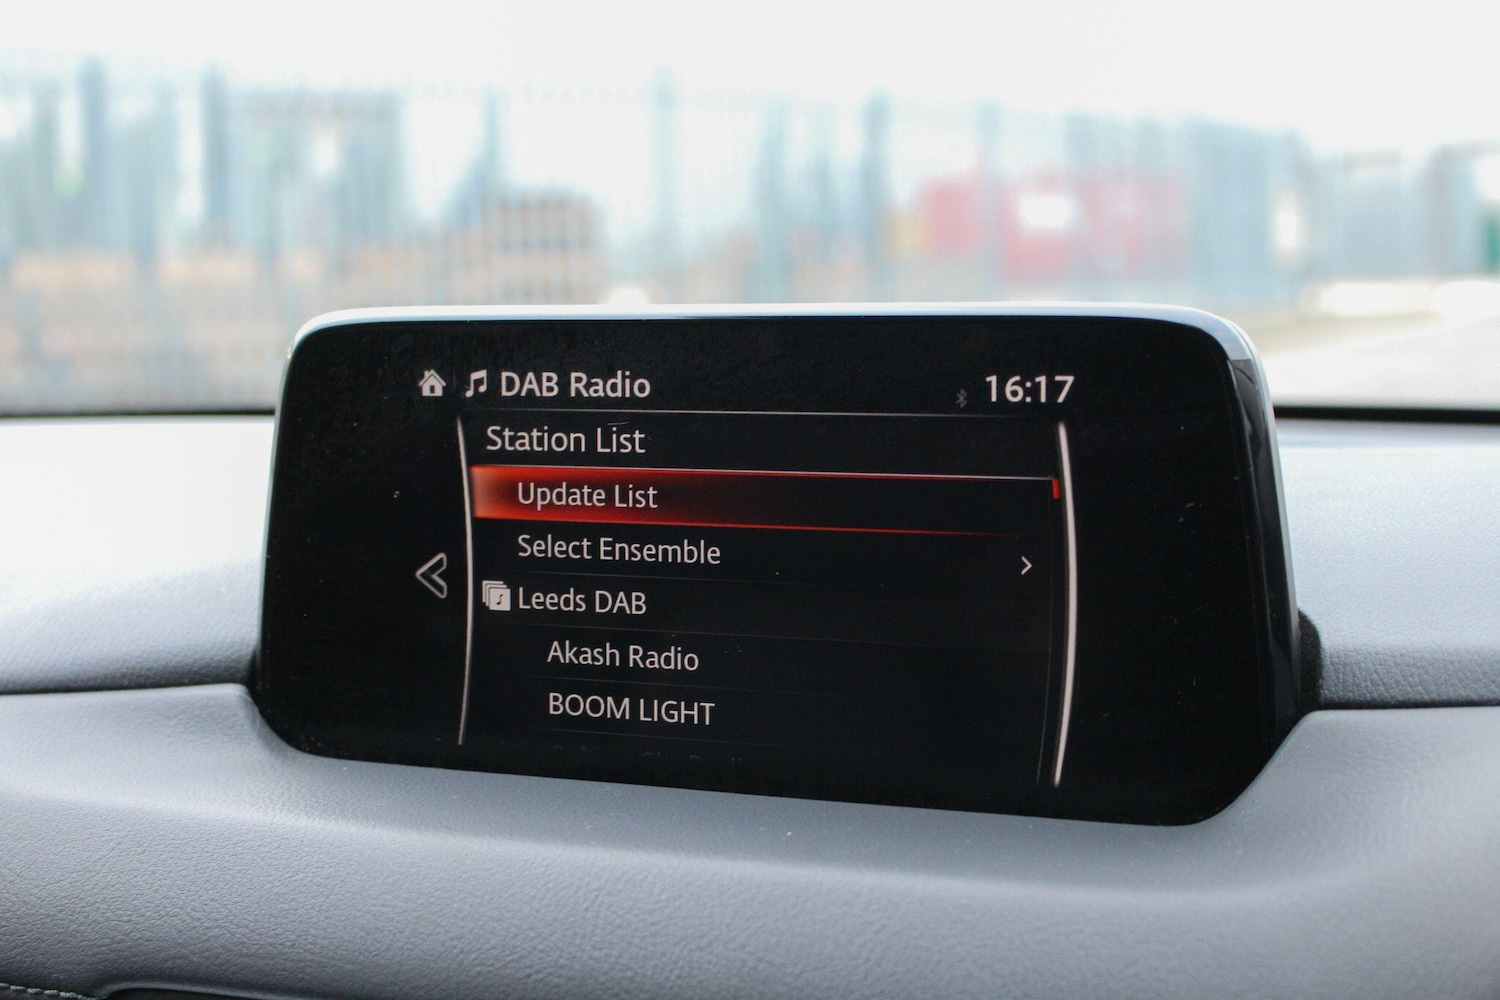 DAB Radio 16:17
Station List
Update List
Select Ensemble
Leeds DAB
Akash Radio
BOOM LIGHT